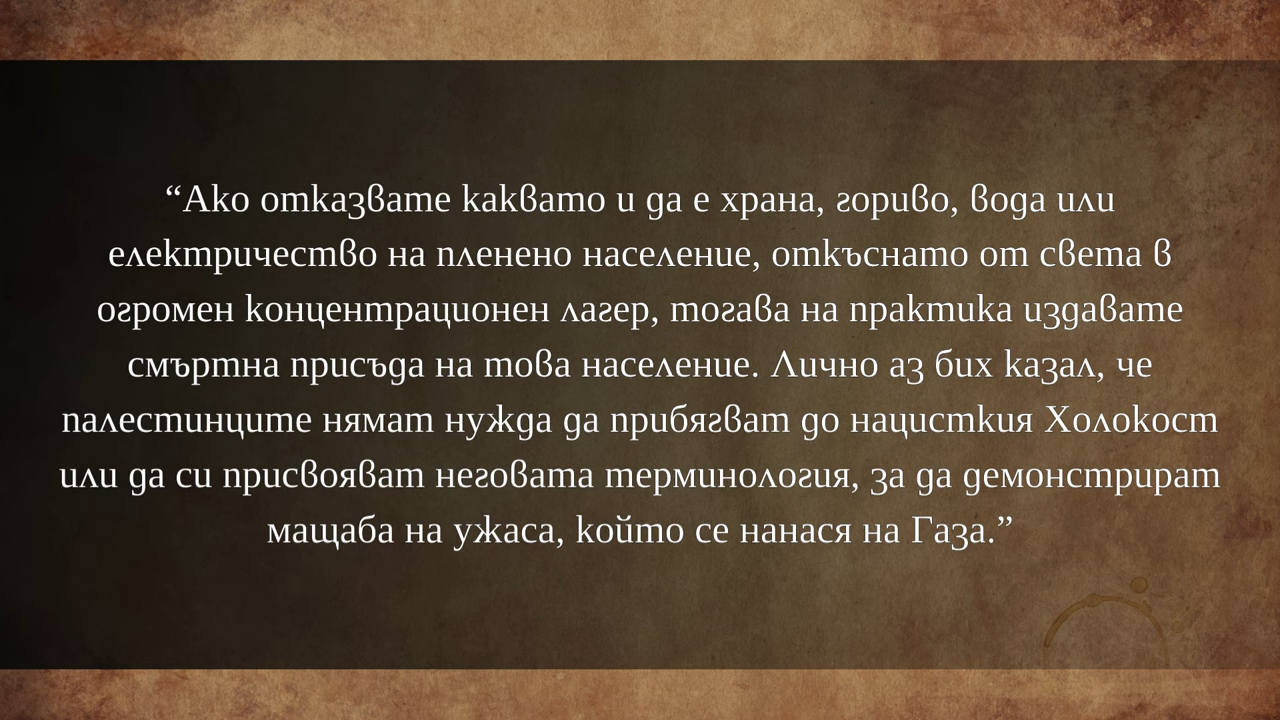 “Ако отказвате каквато и да е храна, гориво, вода или
електричество на пленено население, откъснато от света в
огромен концентрационен лагер, тогава на практика издавате
смъртна присъда на това население. Лично аз бих казал, че
палестинците нямат нужда да прибягват до нацисткия Холокост
или да си присвояват неговата терминология, за да демонстрират
мащаба на ужаса, който се нанася на Газа.”